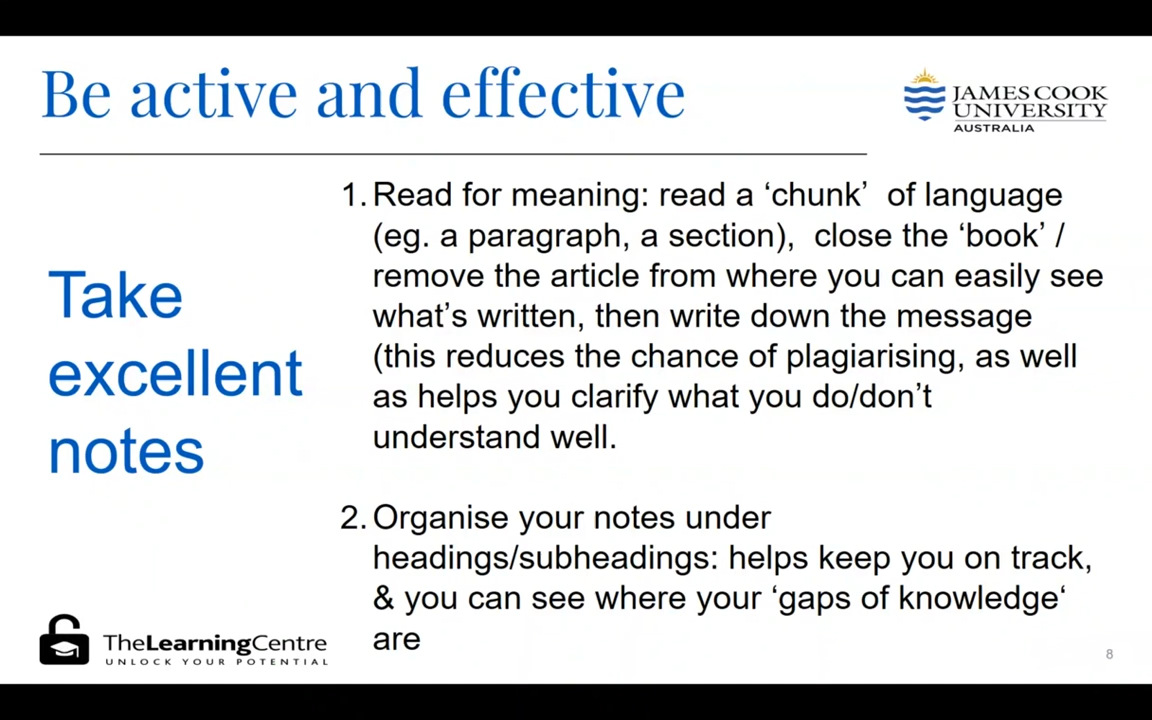 Be active and effective
JAMES COOK
UNIVERSITY
AUSTRALIA
Take
excellent
notes
1. Read for meaning: read a ‘chunk’ of language
(eg. a paragraph, a section), close the ‘book’ /
remove the article from where you can easily see
what’s written, then write down the message
(this reduces the chance of plagiarising, as well
as helps you clarify what you do/don’t
understand well.
2. Organise your notes under
headings/subheadings: helps keep you on track,
& you can see where your ‘gaps of knowledge‘
are
TheLearningCentre
UNLOCK YOUR POTENTIAL
8